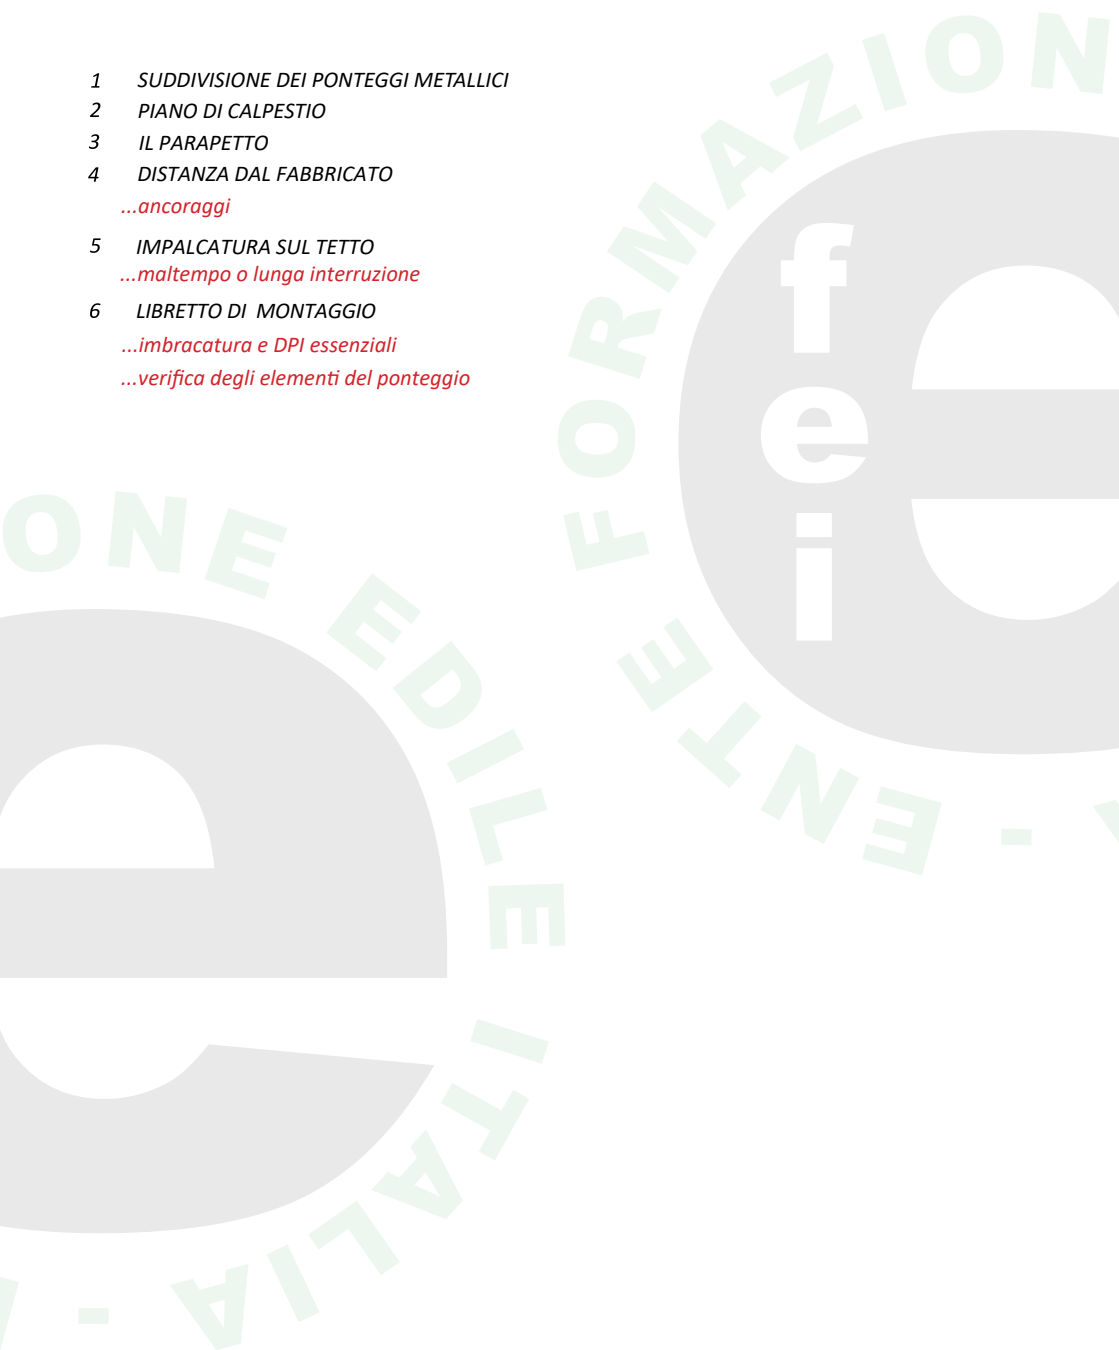 1 SUDDIVISIONE DEI PONTEGGI METALLICI
2 PIANO DI CALPESTIO
3 IL PARAPETTO
4 DISTANZA DAL FABBRICATO
...ancoraggi
5 IMPALCATURA SUL TETTO
...maltempo o lunga interruzione
6 LIBRETTO DI MONTAGGIO
...imbracatura e DPI essenziali
...verifica degli elementi del ponteggio
ENTE FORMAZION
e
f
e
i
ONE EDILE ITALIA -
e